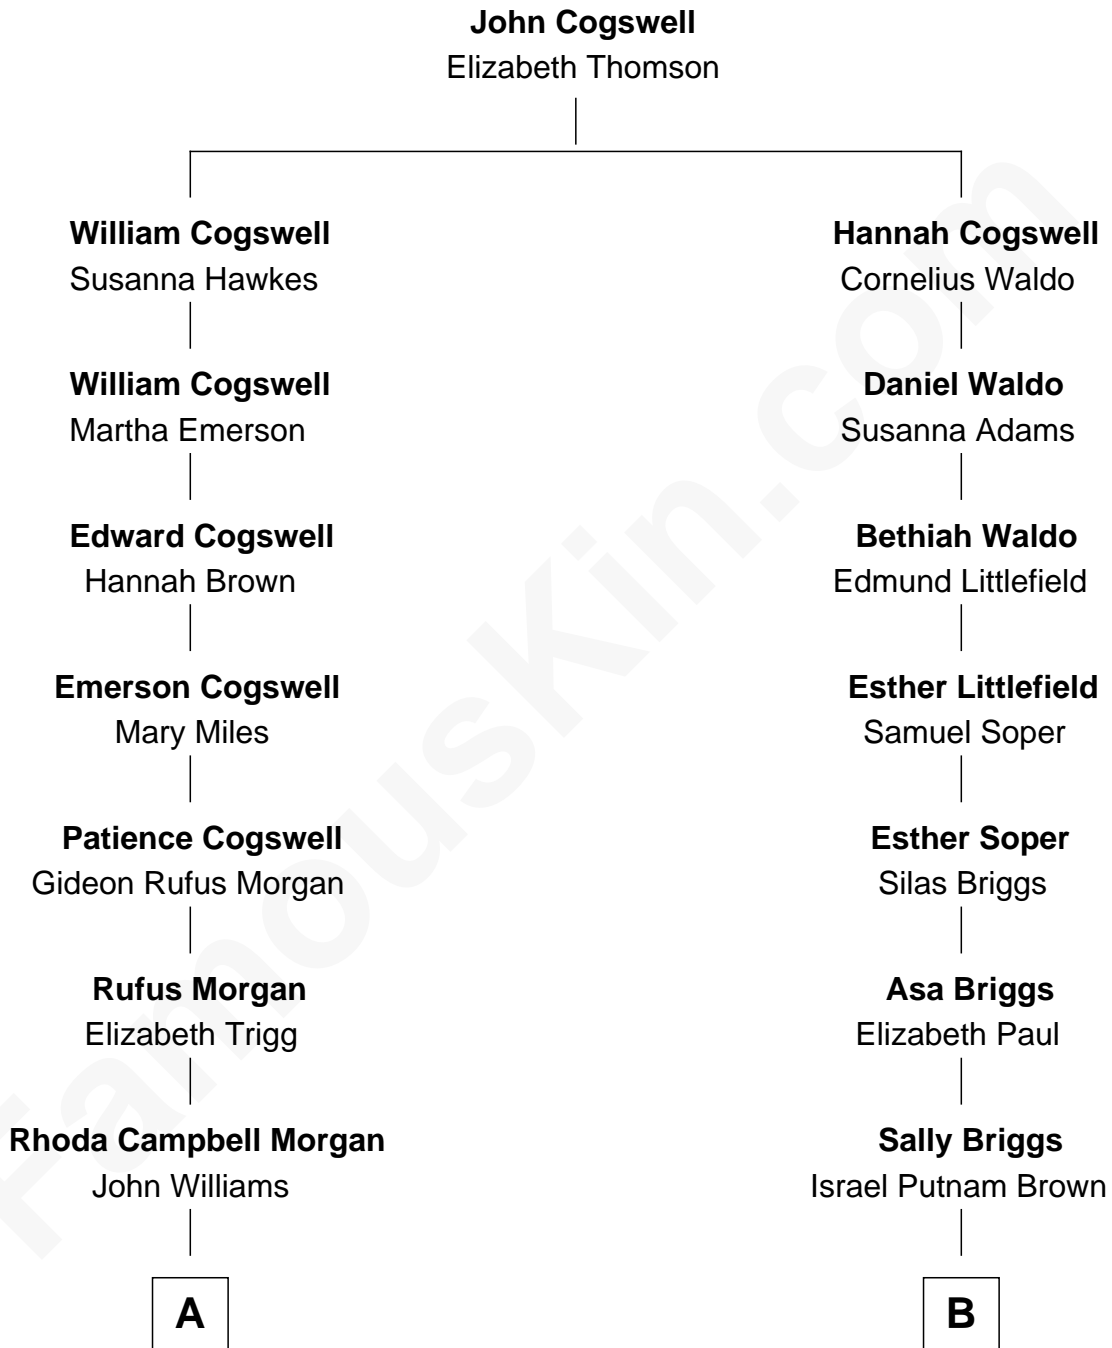 John Cogswell
Elizabeth Thomson
William Cogswell
Susanna Hawkes
Hannah Cogswell
Cornelius Waldo
William Cogswell
Martha Emerson
Daniel Waldo
Susanna Adams
Edward Cogswell
Hannah Brown
Bethiah Waldo
Edmund Littlefield
Emerson Cogswell
Mary Miles
Esther Littlefield
Samuel Soper
Patience Cogswell
Gideon Rufus Morgan
Esther Soper
Silas Briggs
Rufus Morgan
Elizabeth Trigg
Asa Briggs
Elizabeth Paul
Rhoda Campbell Morgan
John Williams
Sally Briggs
Israel Putnam Brown
A
B
FamousKin.com